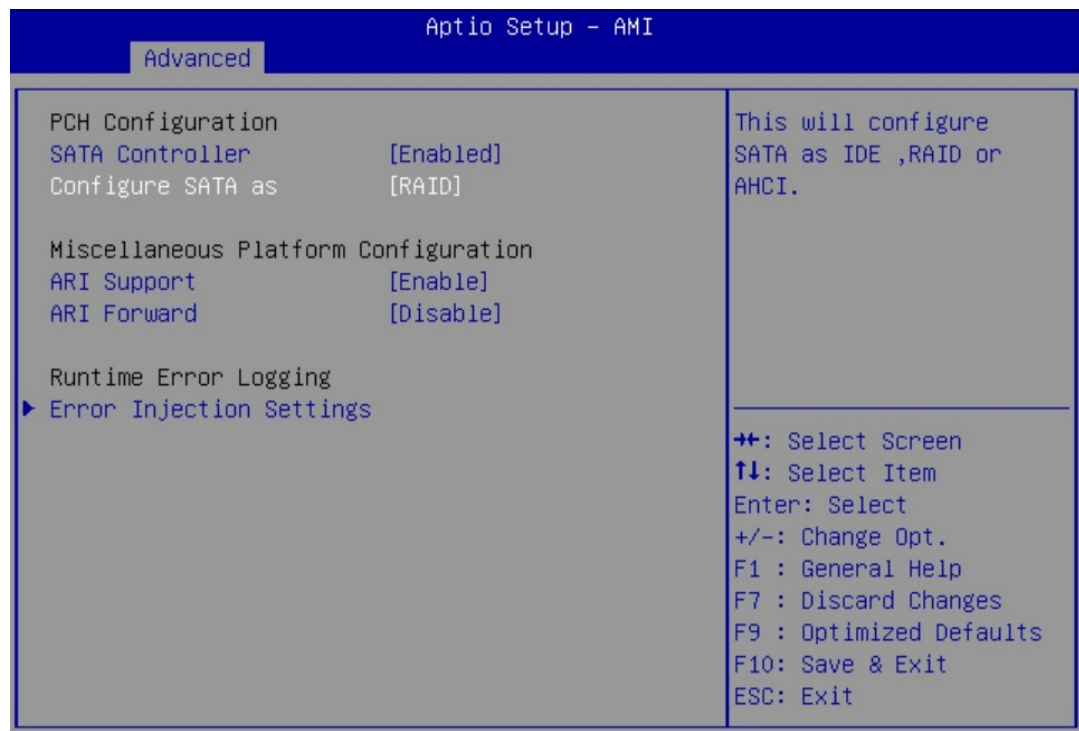 Aptio Setup – AMI
Advanced
PCH Configuration
SATA Controller [Enabled]
Configure SATA as [RAID]
Miscellaneous Platform Configuration
ARI Support [Enable]
ARI Forward [Disable]
Runtime Error Logging
▶ Error Injection Settings
This will configure
SATA as IDE ,RAID or
AHCI.
→←: Select Screen
↑↓: Select Item
Enter: Select
+/-: Change Opt.
F1 : General Help
F7 : Discard Changes
F9 : Optimized Defaults
F10: Save & Exit
ESC: Exit